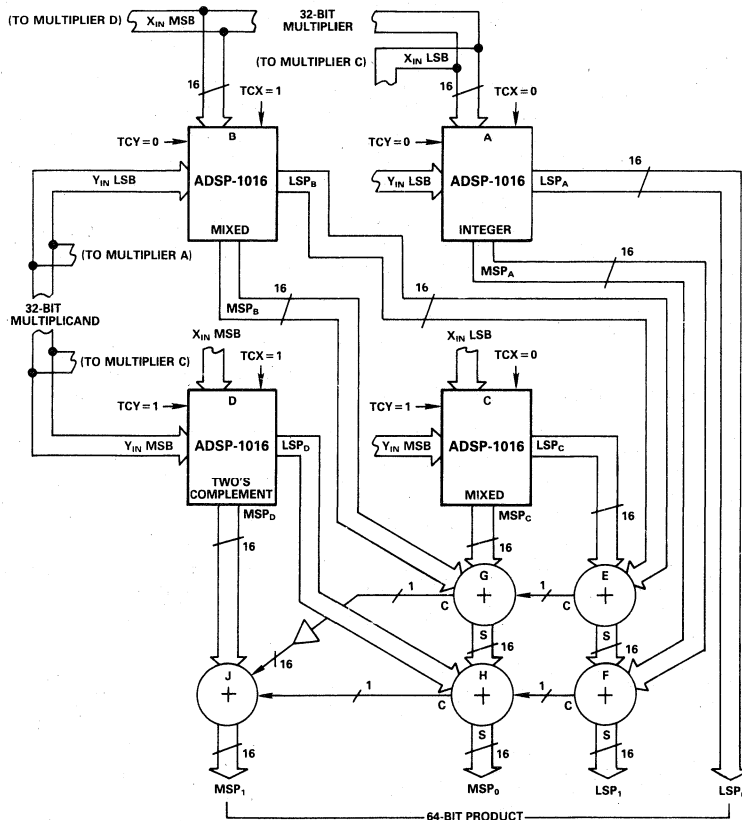 (TO MULTIPLIER D)
X_IN MSB
32-BIT
MULTIPLIER
(TO MULTIPLIER C)
X_IN LSB
16
TCX = 1
16
TCX = 0
TCY = 0
B
ADSP-1016
MIXED
LSP_B
TCY = 0
A
ADSP-1016
INTEGER
LSP_A
16
Y_IN LSB
Y_IN LSB
(TO MULTIPLIER A)
MSP_B
16
16
MSP_A
16
32-BIT
MULTIPLICAND
(TO MULTIPLIER C)
X_IN MSB
TCX = 1
X_IN LSB
TCX = 0
TCY = 1
D
ADSP-1016
TWO'S
COMPLEMENT
LSP_D
TCY = 1
C
ADSP-1016
MIXED
LSP_C
Y_IN MSB
Y_IN MSB
MSP_D
MSP_C
16
16
16
G
+
E
+
1
C
1
C
S
16
S
16
16
J
+
H
+
F
+
1
C
1
C
S
S
16
16
16
MSP_1
MSP_0
LSP_1
LSP
64-BIT PRODUCT